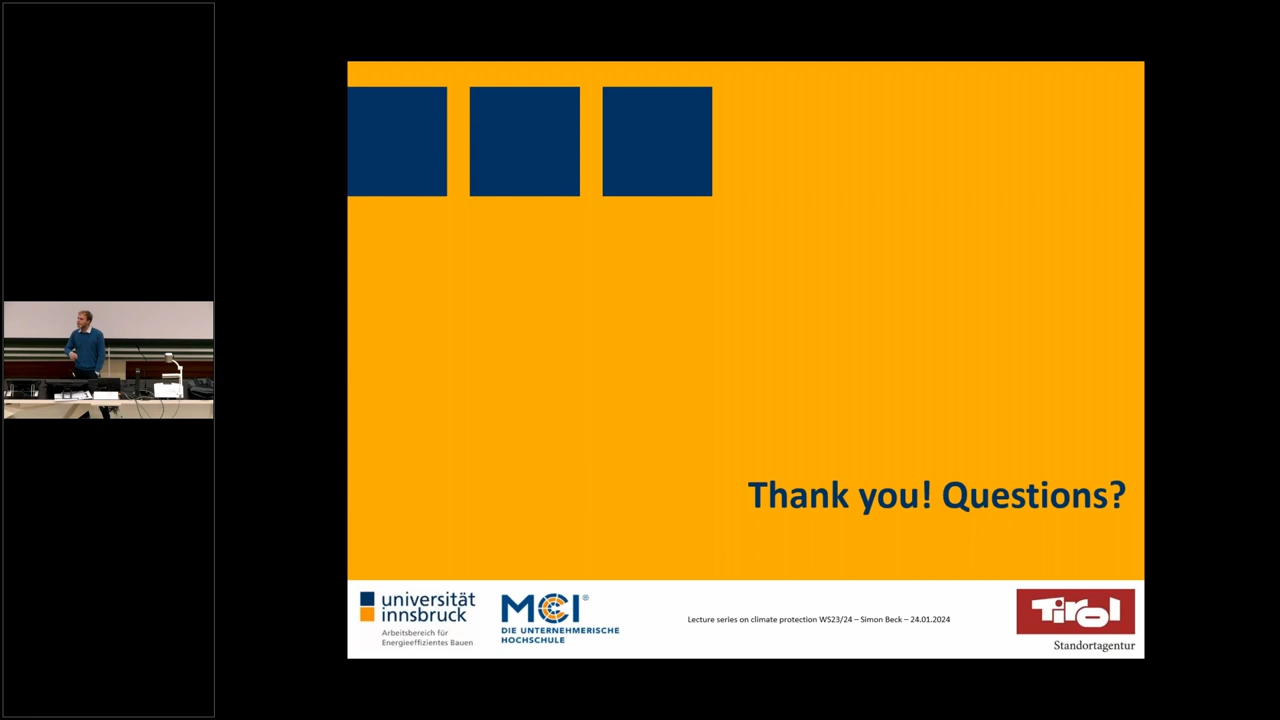 Thank you! Questions?
universität
innsbruck
Arbeitsbereich für
Energieeffizientes Bauen
MCI®
DIE UNTERNEHMERISCHE
HOCHSCHULE
Lecture series on climate protection WS23/24 – Simon Beck – 24.01.2024
Tirol
Standortagentur